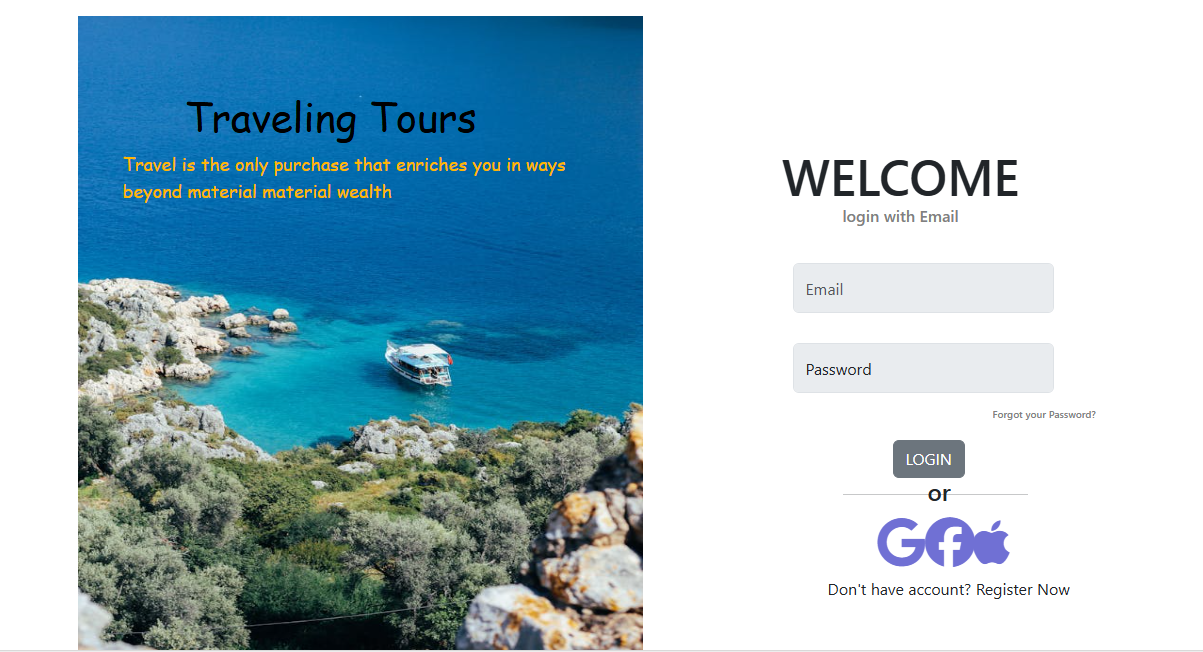 Traveling Tours
Travel is the only purchase that enriches you in ways
beyond material material wealth
WELCOME
login with Email
Email
Password
Forgot your Password?
LOGIN
or
Don't have account? Register Now